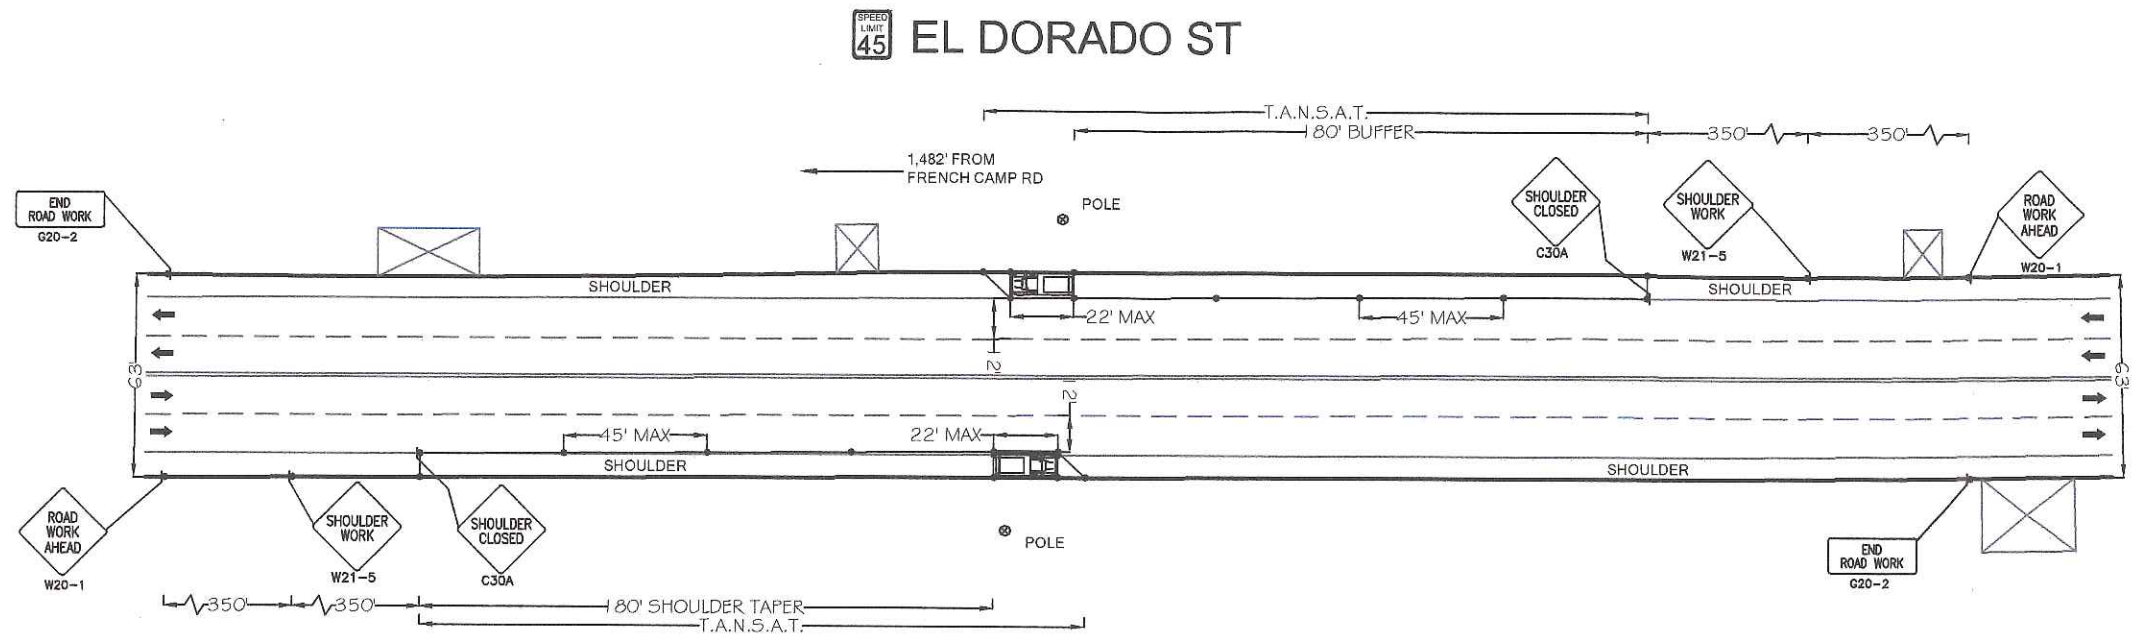 SPEED
LIMIT
45
EL DORADO ST
T.A.N.S.A.T.
180' BUFFER
350'
350'
1,482' FROM
FRENCH CAMP RD
POLE
END
ROAD WORK
G20-2
SHOULDER
CLOSED
C30A
SHOULDER
WORK
W21-5
ROAD
WORK
AHEAD
W20-1
SHOULDER
SHOULDER
22' MAX
45' MAX
12'
63'
63'
12'
45' MAX
22' MAX
SHOULDER
SHOULDER
ROAD
WORK
AHEAD
W20-1
SHOULDER
WORK
W21-5
SHOULDER
CLOSED
C30A
POLE
END
ROAD WORK
G20-2
350'
350'
180' SHOULDER TAPER
T.A.N.S.A.T.